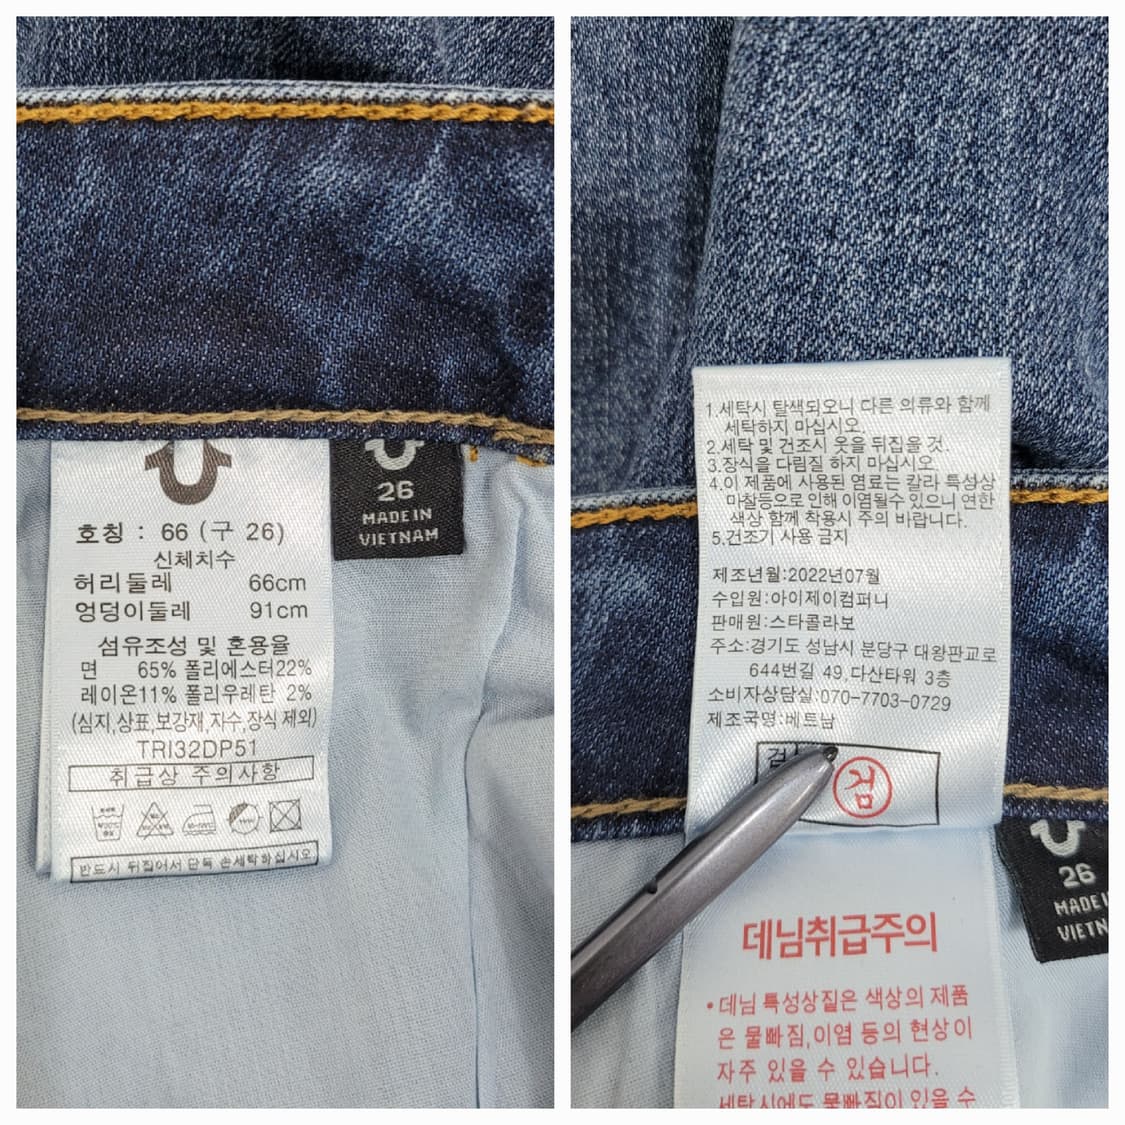 호칭 : 66 (구 26)
신체치수
허리둘레 66cm
엉덩이둘레 91cm
섬유조성 및 혼용율
면 65% 폴리에스터22%
레이온11% 폴리우레탄 2%
(심지,상표,보강재,자수,장식 제외)
TRI32DP51
취급상 주의사항
반드시 뒤집어서 단독 손세탁하십시오
26
MADE IN
VIETNAM
1.세탁시 탈색되오니 다른 의류와 함께
세탁하지 마십시오.
2.세탁 및 건조시 옷을 뒤집을 것.
3.장식을 다림질 하지 마십시오.
4.이 제품에 사용된 염료는 칼라 특성상
마찰등으로 인해 이염될수 있으니 연한
색상 함께 착용시 주의 바랍니다.
5.건조기 사용 금지
제조년월:2022년07월
수입원:아이제이컴퍼니
판매원:스타콜라보
주소:경기도 성남시 분당구 대왕판교로
644번길 49,다산타워 3층
소비자상담실:070-7703-0729
제조국명:베트남
검
검
데님취급주의
• 데님 특성상짙은 색상의 제품
은 물빠짐,이염 등의 현상이
자주 있을 수 있습니다.
세탁시에도 물빠짐이 있을 수
26
MADE I
VIETN